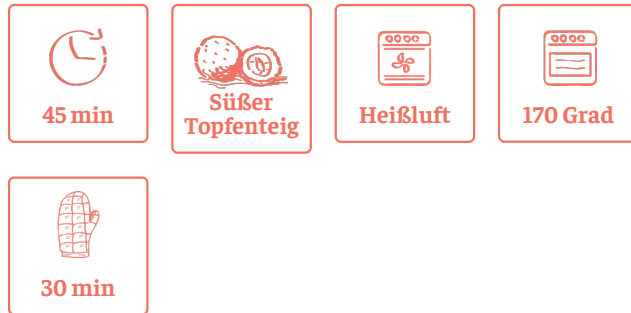 45 min
Süßer
Topfenteig
Heißluft
170 Grad
30 min